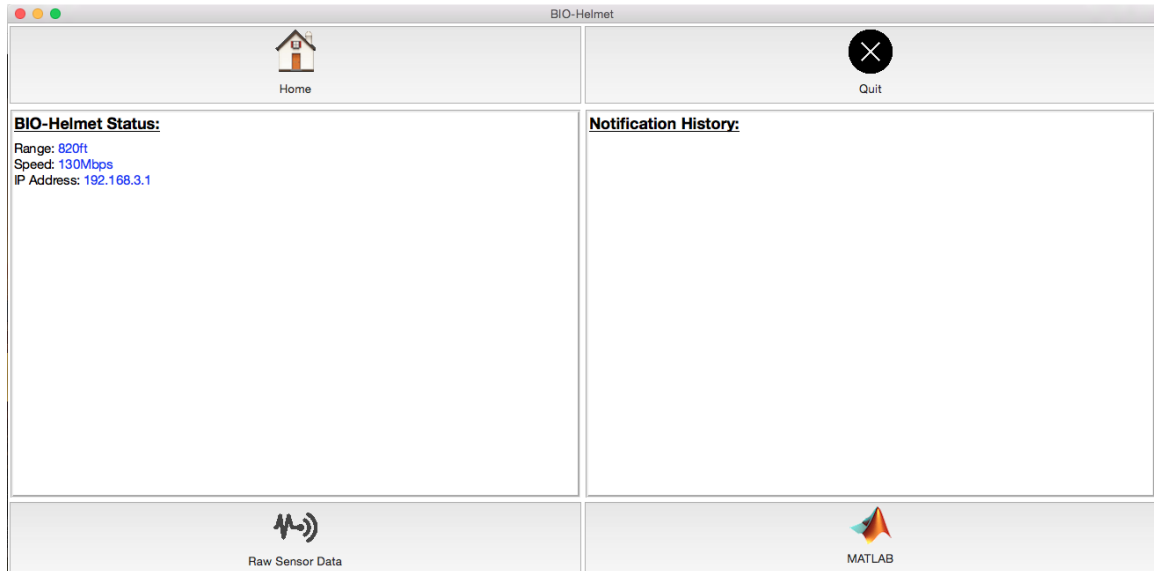 BIO-Helmet
Home
Quit
BIO-Helmet Status:
Range: 820ft
Speed: 130Mbps
IP Address: 192.168.3.1
Notification History:
Raw Sensor Data
MATLAB